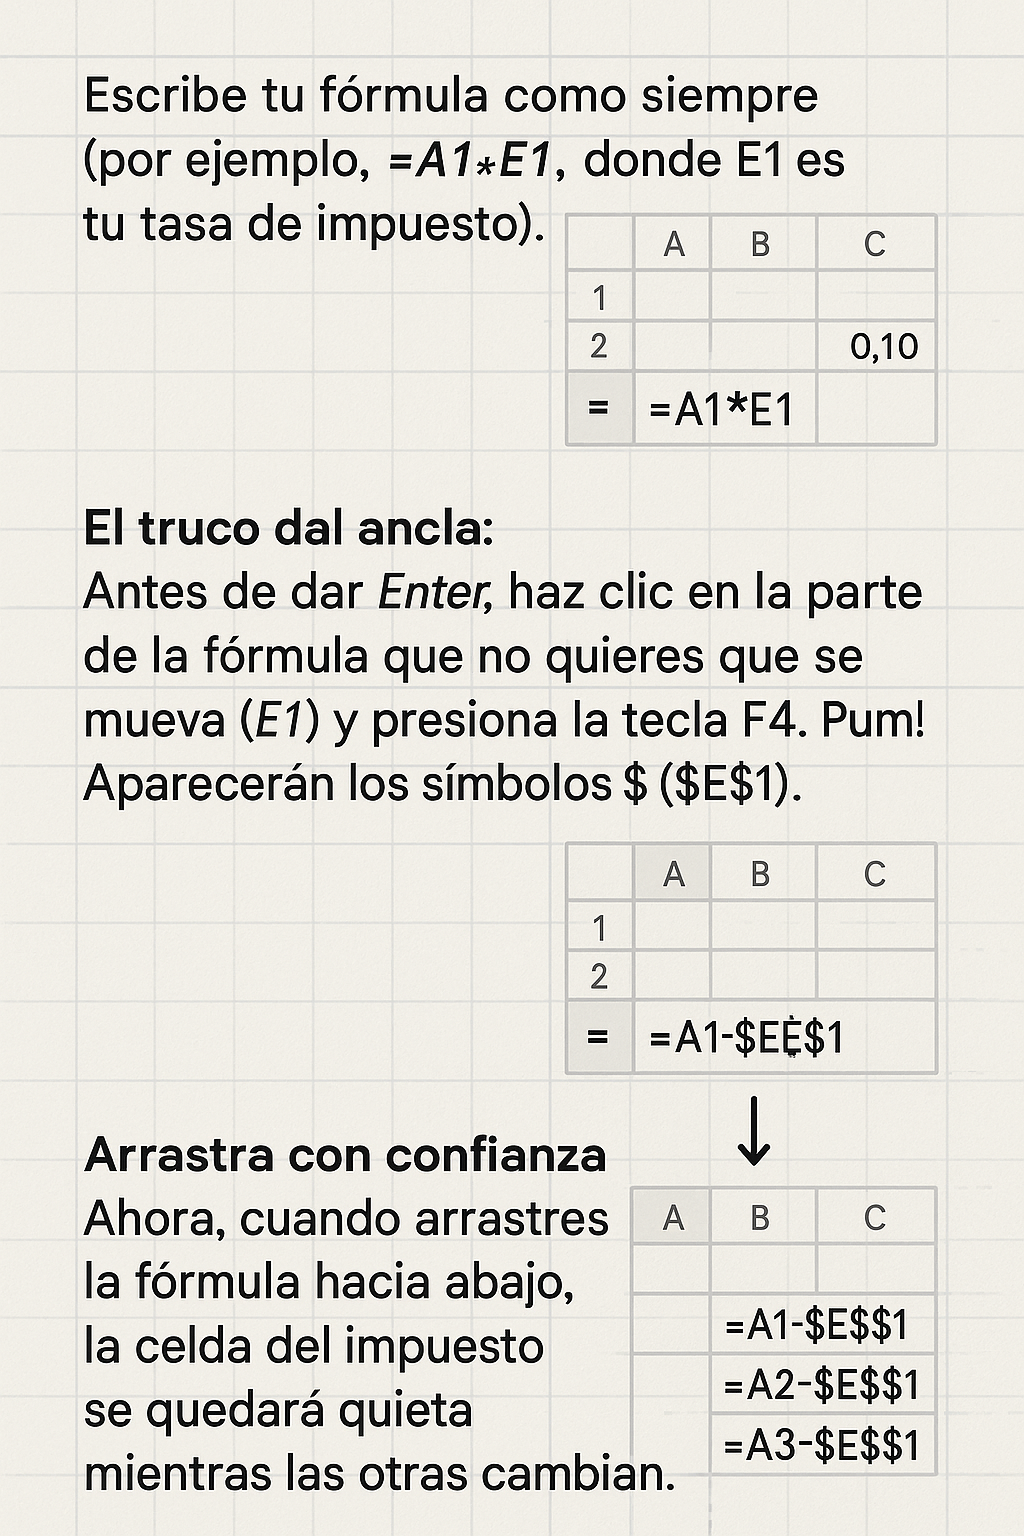 Escribe tu fórmula como siempre
(por ejemplo, =A1*E1, donde E1 es
tu tasa de impuesto).
A B C
1
2 0,10
= =A1*E1
El truco dal ancla:
Antes de dar Enter, haz clic en la parte
de la fórmula que no quieres que se
mueva (E1) y presiona la tecla F4. Pum!
Aparecerán los símbolos $ ($E$1).
A B C
1
2
= =A1-$EĖ$1
Arrastra con confianza
Ahora, cuando arrastres
la fórmula hacia abajo,
la celda del impuesto
se quedará quieta
mientras las otras cambian.
A B C
=A1-$E$$1
=A2-$E$$1
=A3-$E$$1